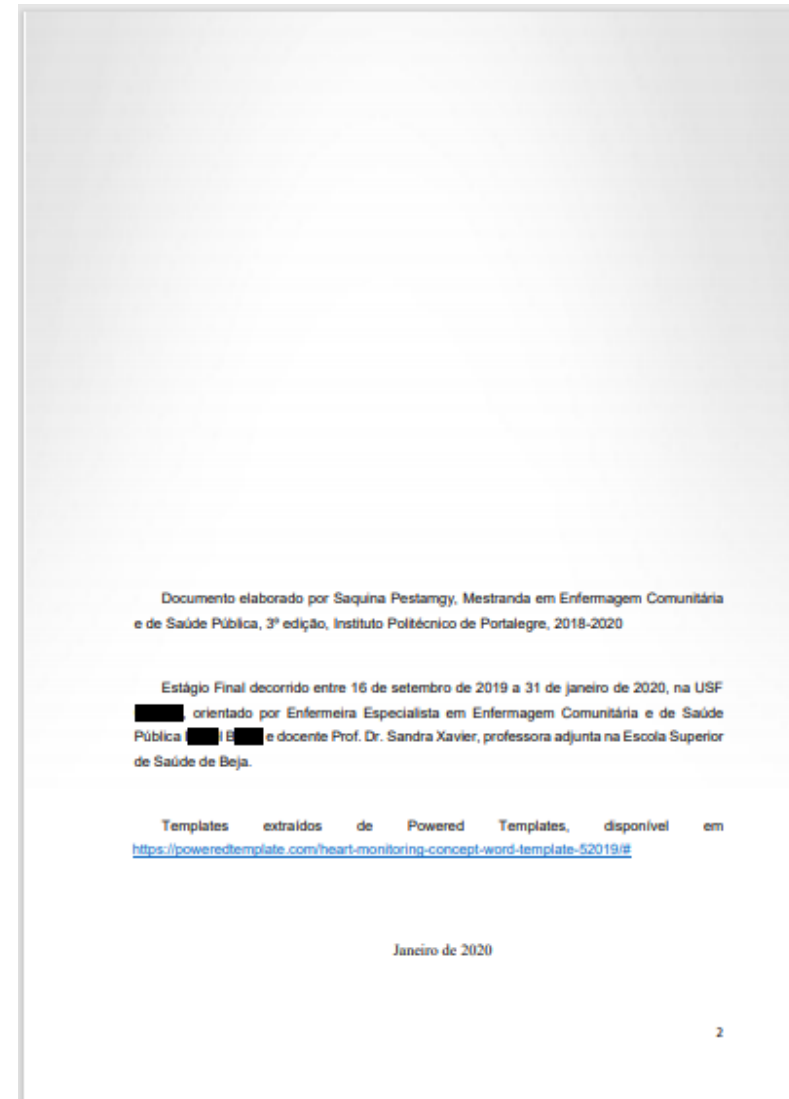 Documento elaborado por Saquina Pestamgy, Mestranda em Enfermagem Comunitária
e de Saúde Pública, 3ª edição, Instituto Politécnico de Portalegre, 2018-2020
Estágio Final decorrido entre 16 de setembro de 2019 a 31 de janeiro de 2020, na USF
, orientado por Enfermeira Especialista em Enfermagem Comunitária e de Saúde
Pública I l B e docente Prof. Dr. Sandra Xavier, professora adjunta na Escola Superior
de Saúde de Beja.
Templates extraídos de Powered Templates, disponível em
https://poweredtemplate.com/heart-monitoring-concept-word-template-52019/#
Janeiro de 2020
2